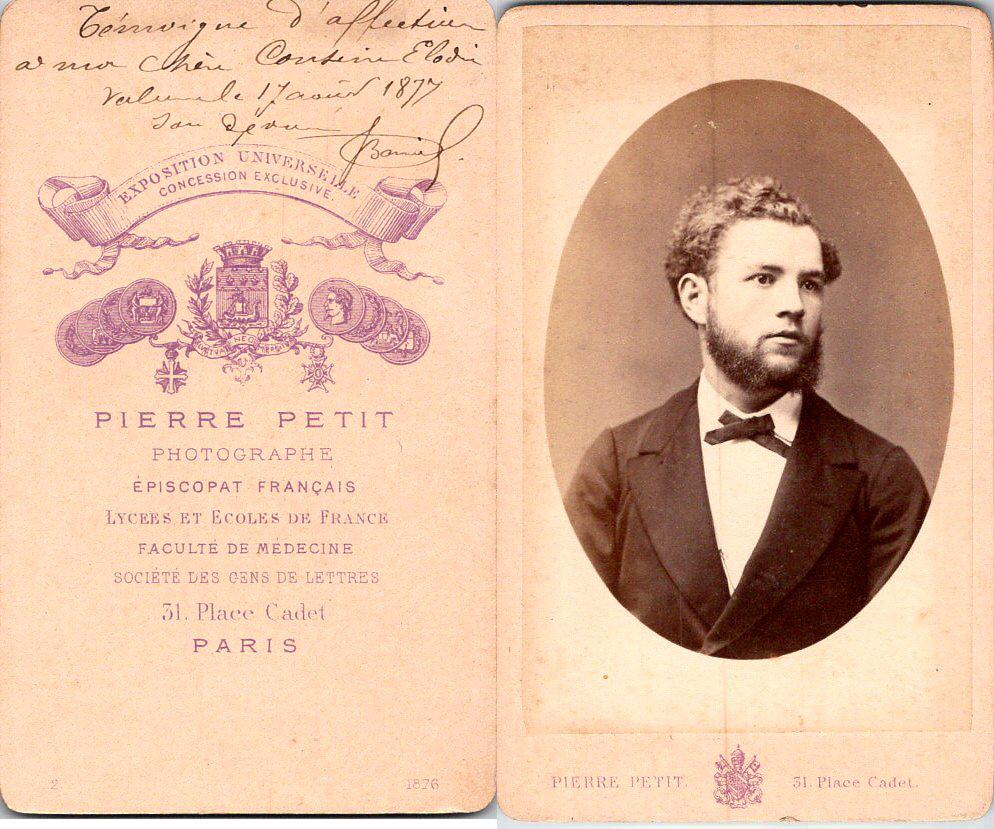 Témoigne d'affection
a ma chère Cousine Elodie
le 17 août 1877
Son
EXPOSITION UNIVERSELLE
CONCESSION EXCLUSIVE.
PIERRE PETIT
PHOTOGRAPHE
ÉPISCOPAT FRANÇAIS
LYCEES ET ECOLES DE FRANCE
FACULTÉ DE MÉDECINE
SOCIÉTÉ DES GENS DE LETTRES
31. Place Cadet
PARIS
2 1876
PIERRE PETIT. 31. Place Cadet.